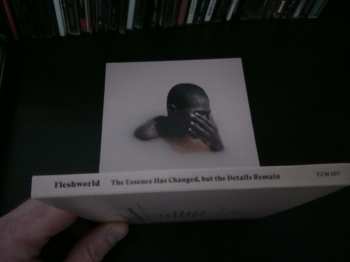 Fleshworld The Essence Has Changed, but the Details Remain